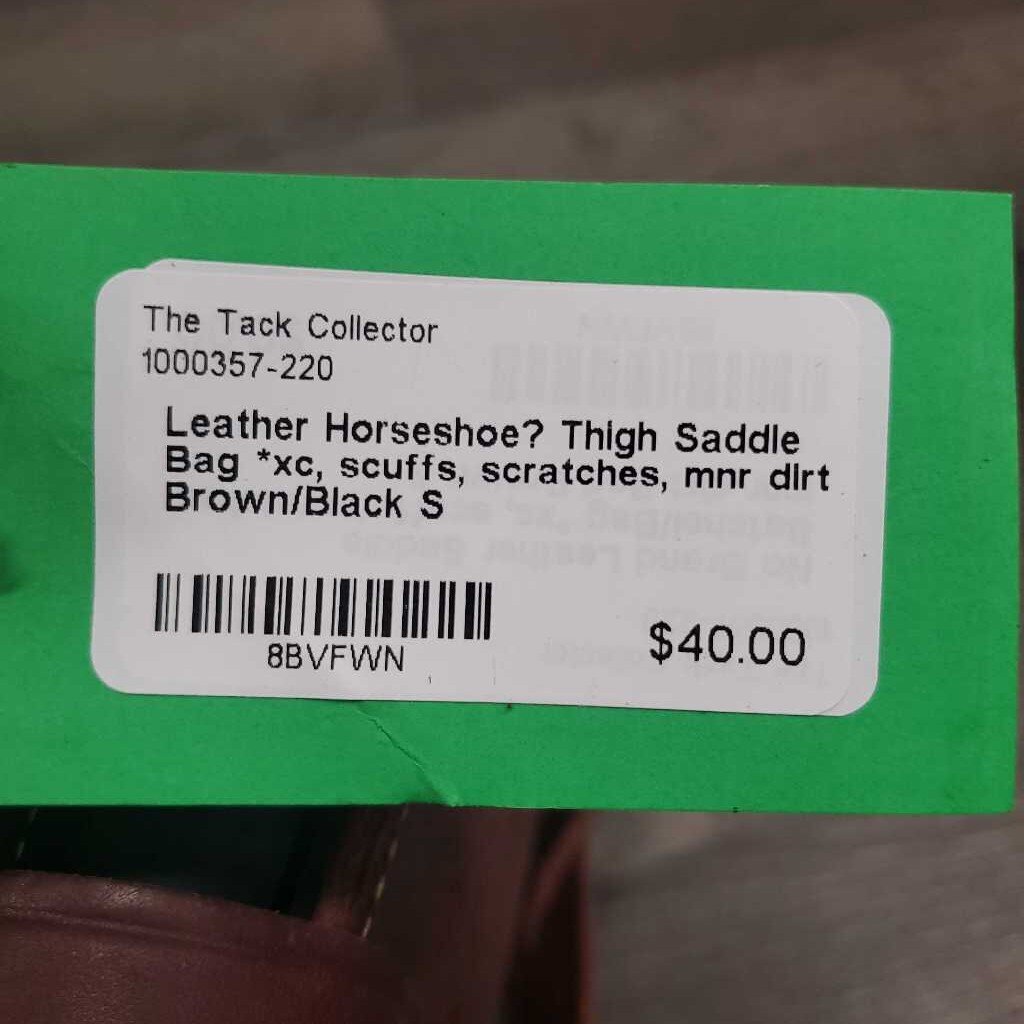 The Tack Collector
1000357-220
Leather Horseshoe? Thigh Saddle
Bag *xc, scuffs, scratches, mnr dirt
Brown/Black S
8BVFWN
$40.00